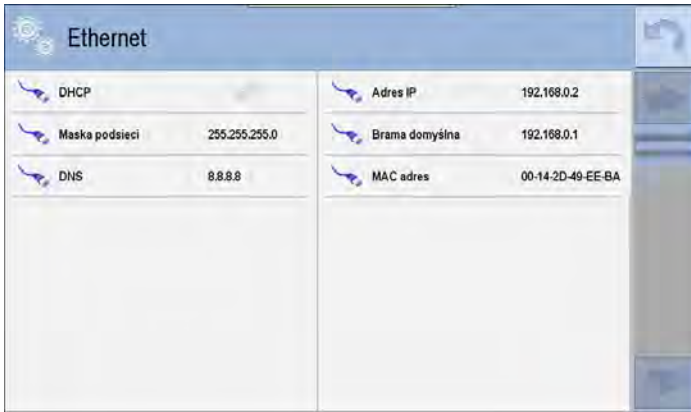 Ethernet
DHCP
Adres IP 192.168.0.2
Maska podsieci 255.255.255.0
Brama domyślna 192.168.0.1
DNS 8.8.8.8
MAC adres 00-14-2D-49-EE-BA